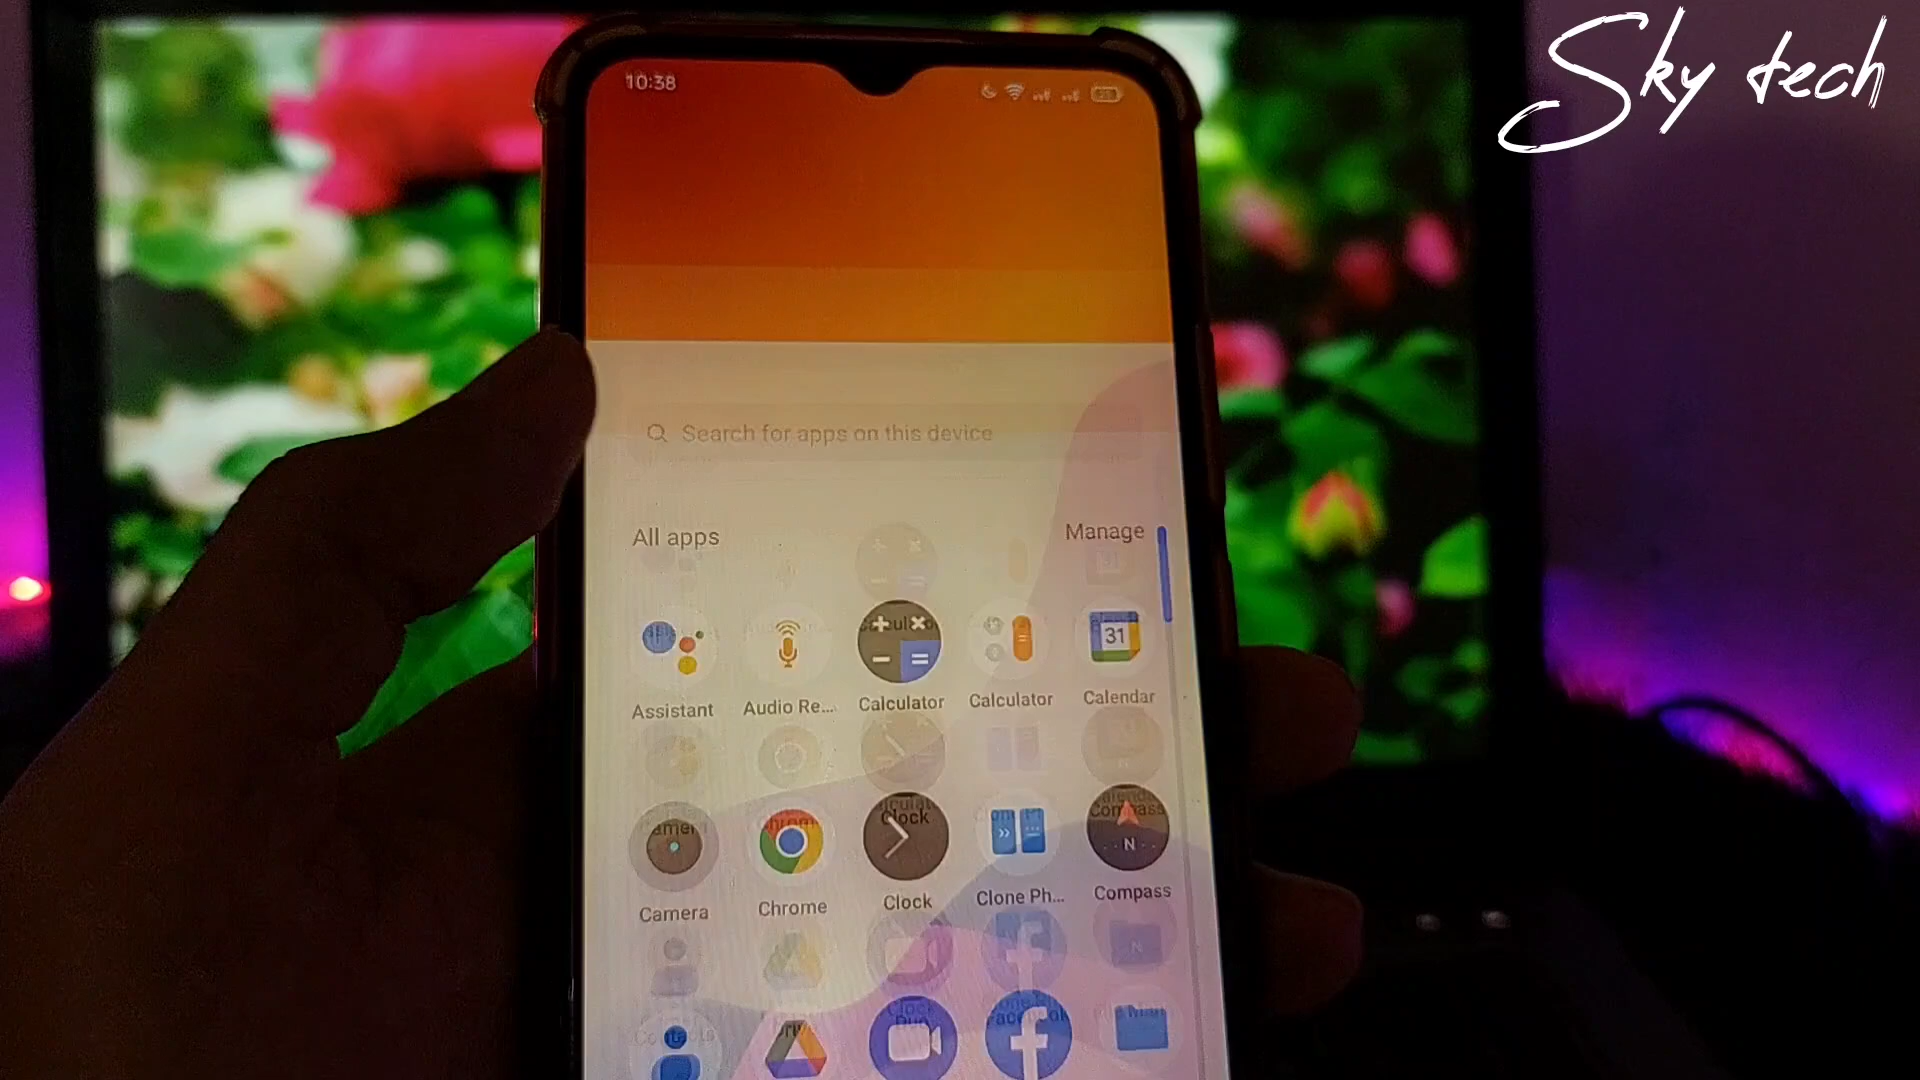 Sky tech
10:38
Search for apps on this device
All apps
Manage
31
Assistant
Audio Re...
Calculator
Calculator
Calendar
N
Camera
Chrome
Clock
Clone Ph...
Compass